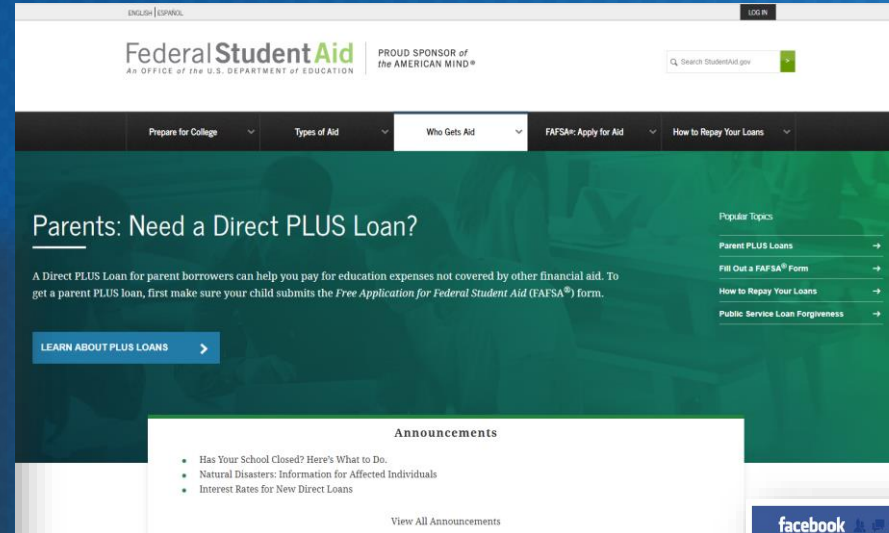 ENGLISH | ESPAÑOL
LOG IN
Federal Student Aid
An OFFICE of the U.S. DEPARTMENT of EDUCATION
PROUD SPONSOR of
the AMERICAN MIND®
Search StudentAid.gov
>
Prepare for College
Types of Aid
Who Gets Aid
FAFSA®: Apply for Aid
How to Repay Your Loans
Parents: Need a Direct PLUS Loan?
A Direct PLUS Loan for parent borrowers can help you pay for education expenses not covered by other financial aid. To
get a parent PLUS loan, first make sure your child submits the Free Application for Federal Student Aid (FAFSA®) form.
LEARN ABOUT PLUS LOANS
Popular Topics
Parent PLUS Loans
Fill Out a FAFSA® Form
How to Repay Your Loans
Public Service Loan Forgiveness
Announcements
• Has Your School Closed? Here's What to Do.
• Natural Disasters: Information for Affected Individuals
• Interest Rates for New Direct Loans
View All Announcements
facebook